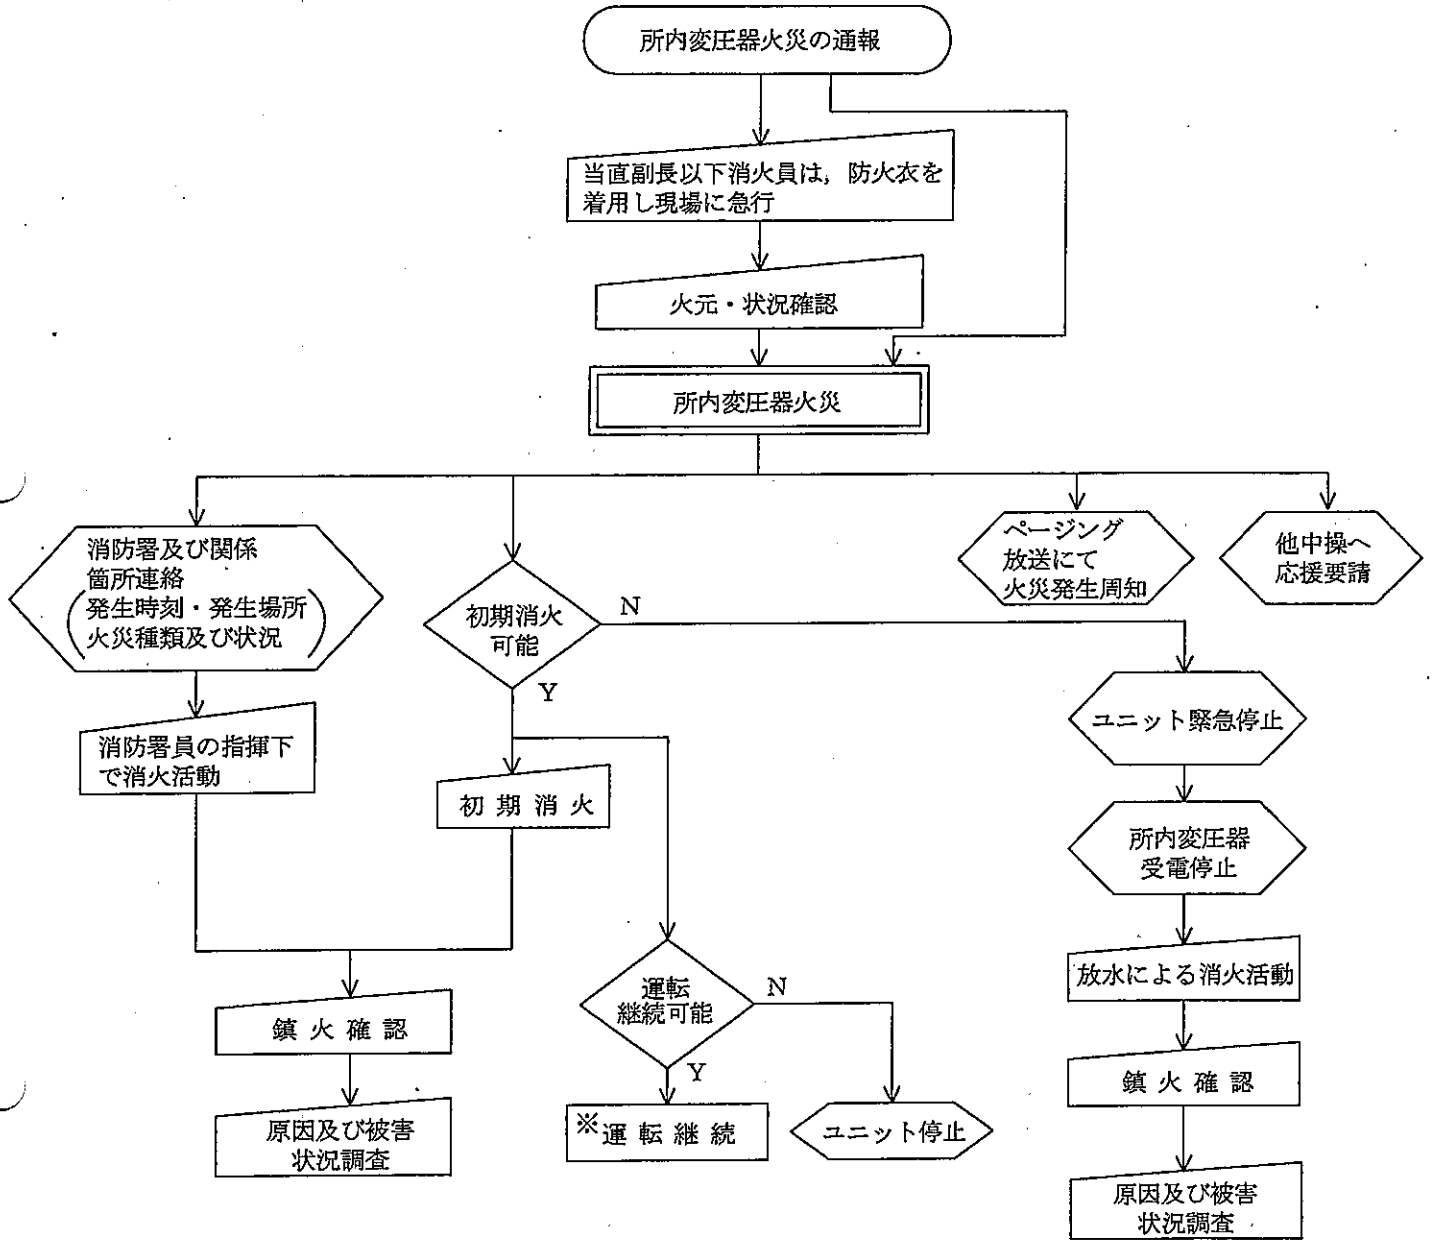 所内変圧器火災の通報
当直副長以下消火員は，防火衣を
着用し現場に急行
火元・状況確認
所内変圧器火災
消防署及び関係
箇所連絡
(発生時刻・発生場所
火災種類及び状況)
消防署員の指揮下
で消火活動
初期消火
可能
N
Y
初期消火
ページング
放送にて
火災発生周知
他中操へ
応援要請
ユニット緊急停止
所内変圧器
受電停止
放水による消火活動
鎮火確認
原因及び被害
状況調査
運転
継続可能
N
Y
※運転継続
ユニット停止
鎮火確認
原因及び被害
状況調査